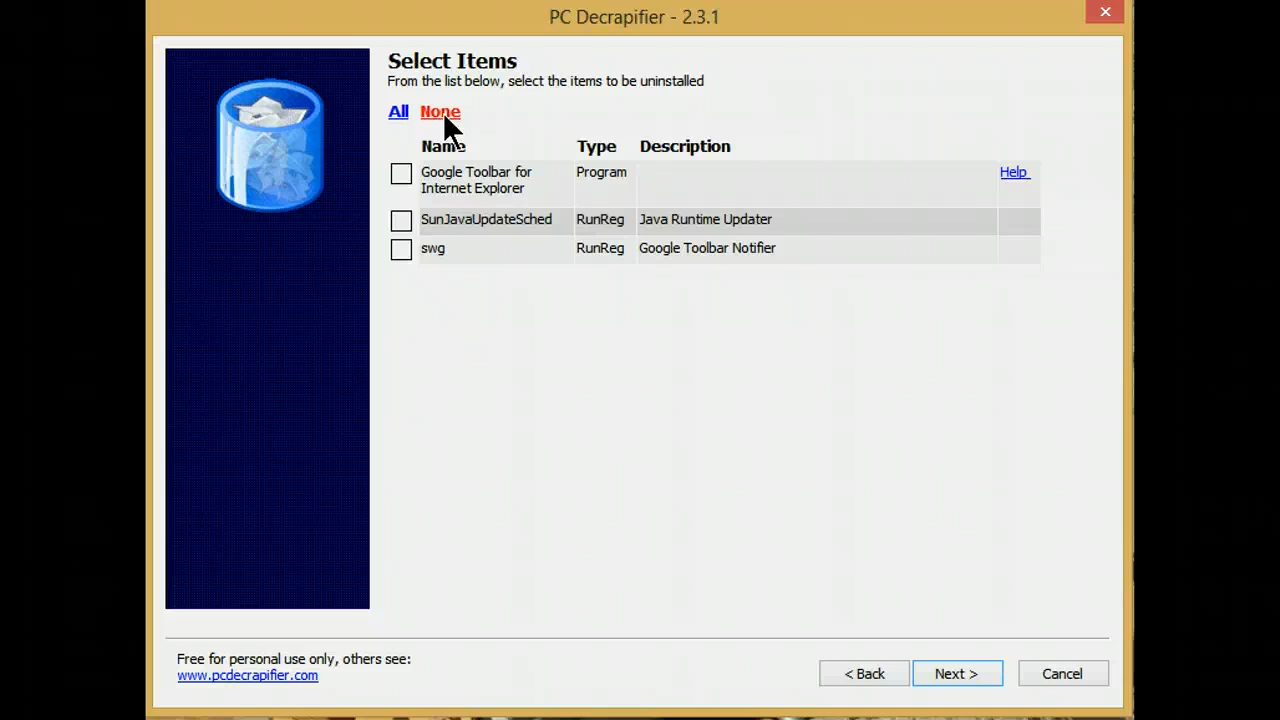 PC Decrapifier - 2.3.1
Select Items
From the list below, select the items to be uninstalled
All None
Name Type Description
Google Toolbar for Internet Explorer Program Help
SunJavaUpdateSched RunReg Java Runtime Updater
swg RunReg Google Toolbar Notifier
Free for personal use only, others see:
www.pcdecrapifier.com
< Back Next > Cancel